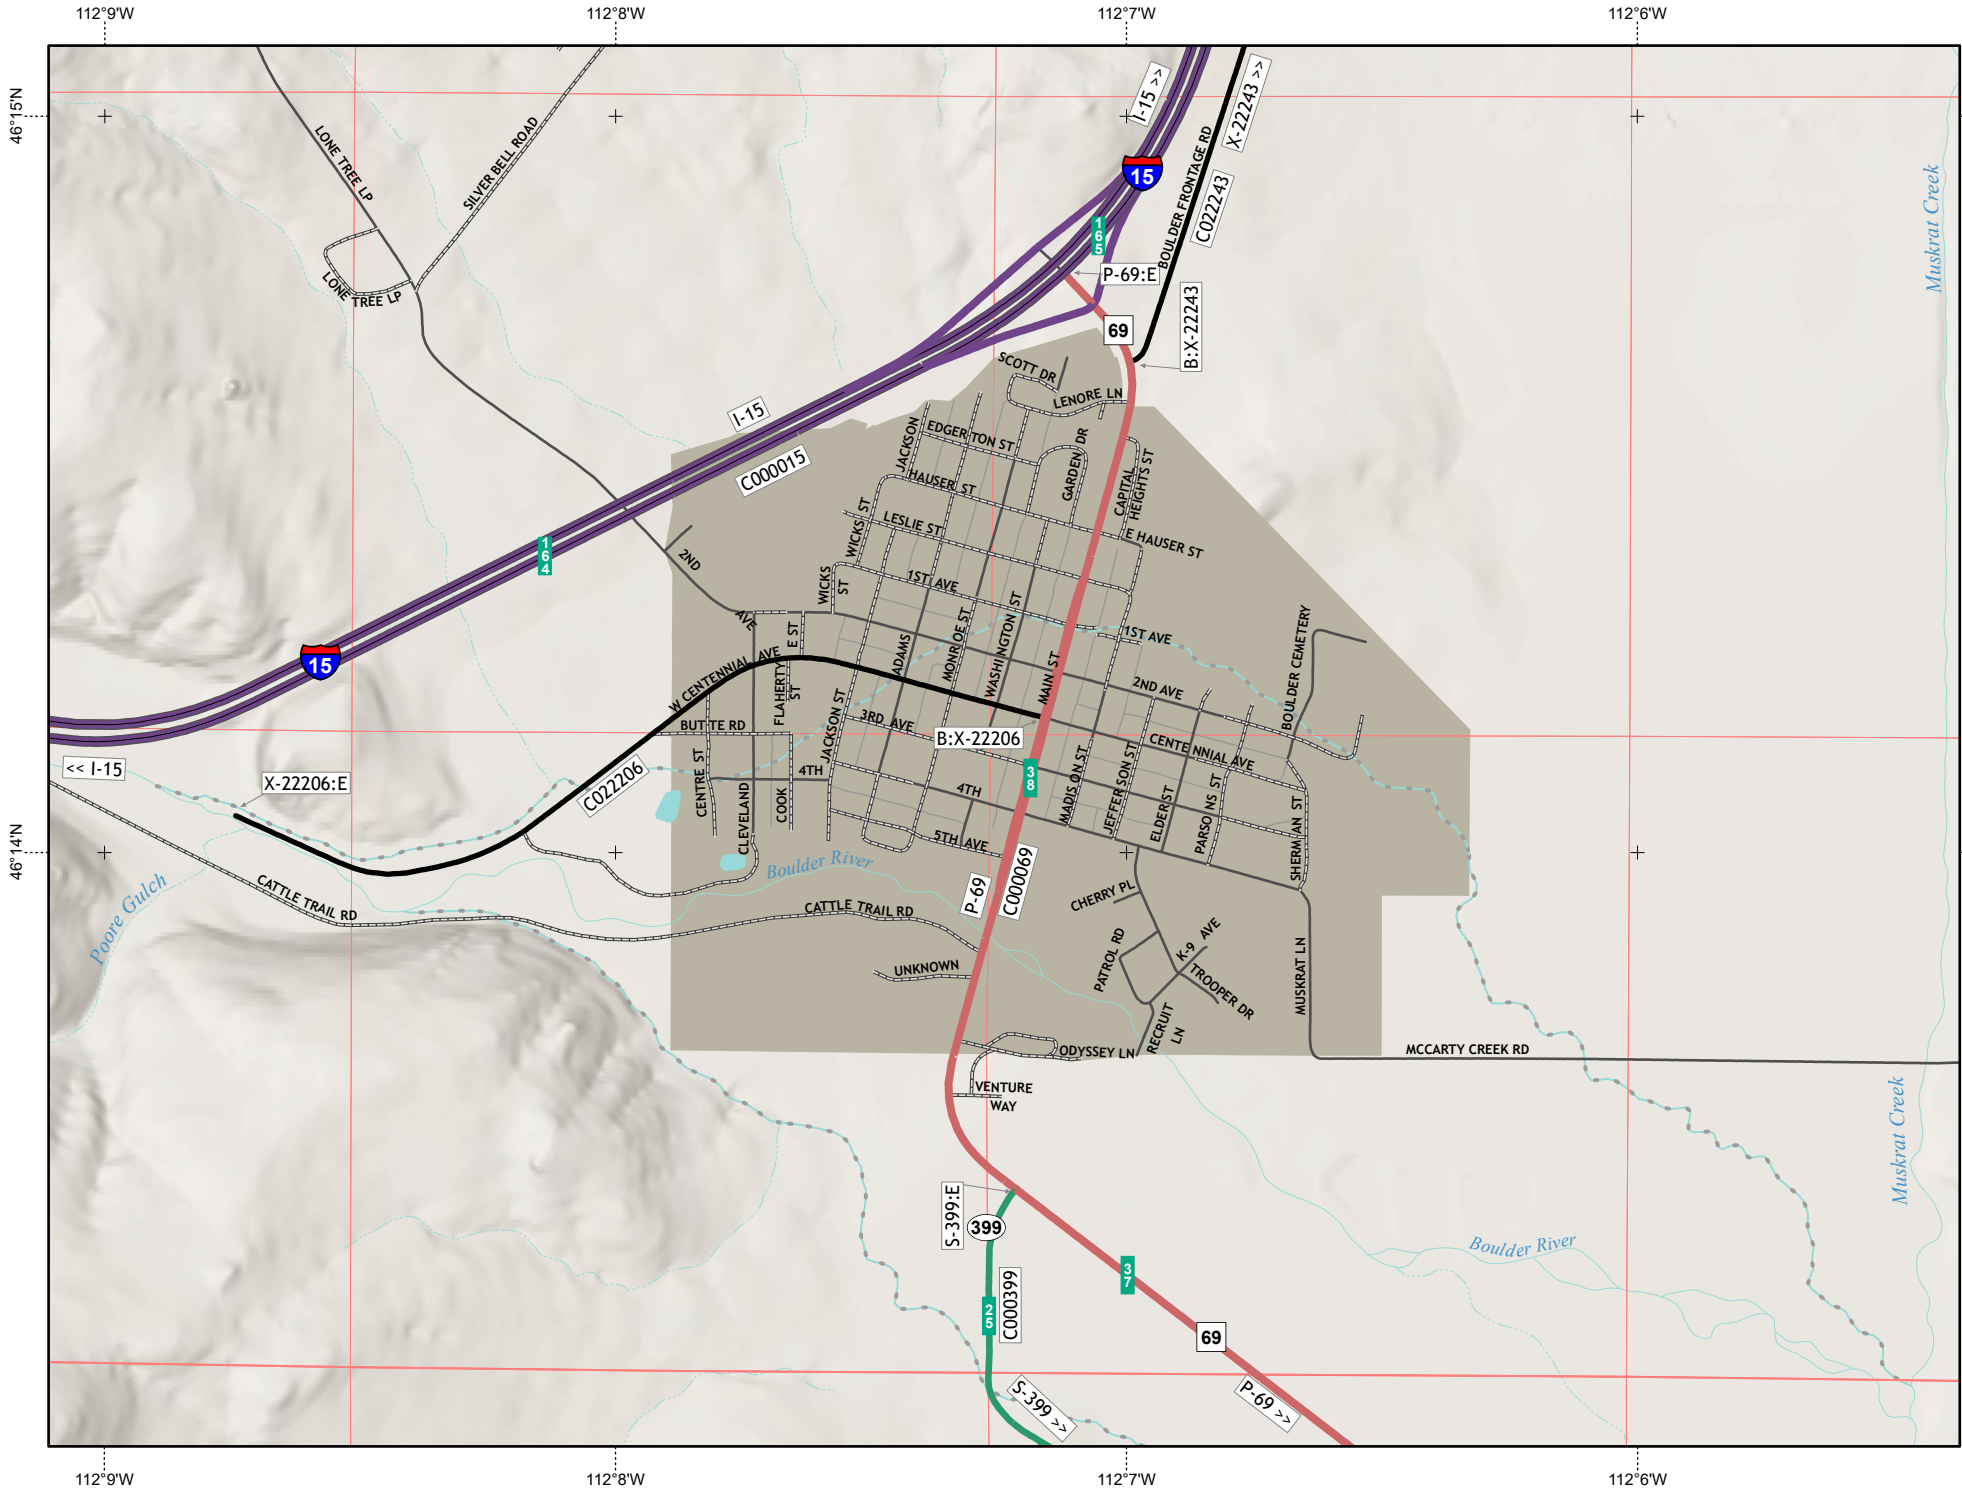 112°9'W
112°8'W
112°7'W
112°6'W
46°15'N
46°14'N
I-15 >>
X-22243 >>
LONE TREE LP
SILVER BELL ROAD
15
BOULDER FRONTAGE RD
C022243
165
Muskrat Creek
P-69:E
LONE TREE LP
69
B:X-22243
SCOTT DR
LENORE LN
I-15
C000015
JACKSON
EDGERTON ST
GARDEN DR
HAUSER ST
CAPITAL
HEIGHTS ST
WICKS ST
LESLIE ST
E HAUSER ST
164
2ND
AVE
WICKS
ST
1ST AVE
E ST
ADAMS
MONROE ST
WASHINGTON ST
MAIN ST
1ST AVE
BOULDER CEMETERY
15
W CENTENNIAL AVE
FLAHERTY
ST
2ND AVE
BUTTE RD
JACKSON ST
3RD AVE
B:X-22206
CENTENNIAL AVE
<< I-15
X-22206:E
C022206
CENTRE ST
4TH
CLEVELAND
COOK
38
4TH
MADISON ST
JEFFERSON ST
ELDER ST
PARSONS ST
SHERMAN ST
5TH AVE
Boulder River
P-69
C000069
Poore Gulch
CATTLE TRAIL RD
CATTLE TRAIL RD
CHERRY PL
K-9 AVE
PATROL RD
UNKNOWN
TROOPER DR
MUSKRAT LN
RECRUIT
LN
ODYSSEY LN
MCCARTY CREEK RD
VENTURE
WAY
Muskrat Creek
S-399:E
399
Boulder River
37
25
C000399
69
S-399 >>
P-69 >>
112°9'W
112°8'W
112°7'W
112°6'W